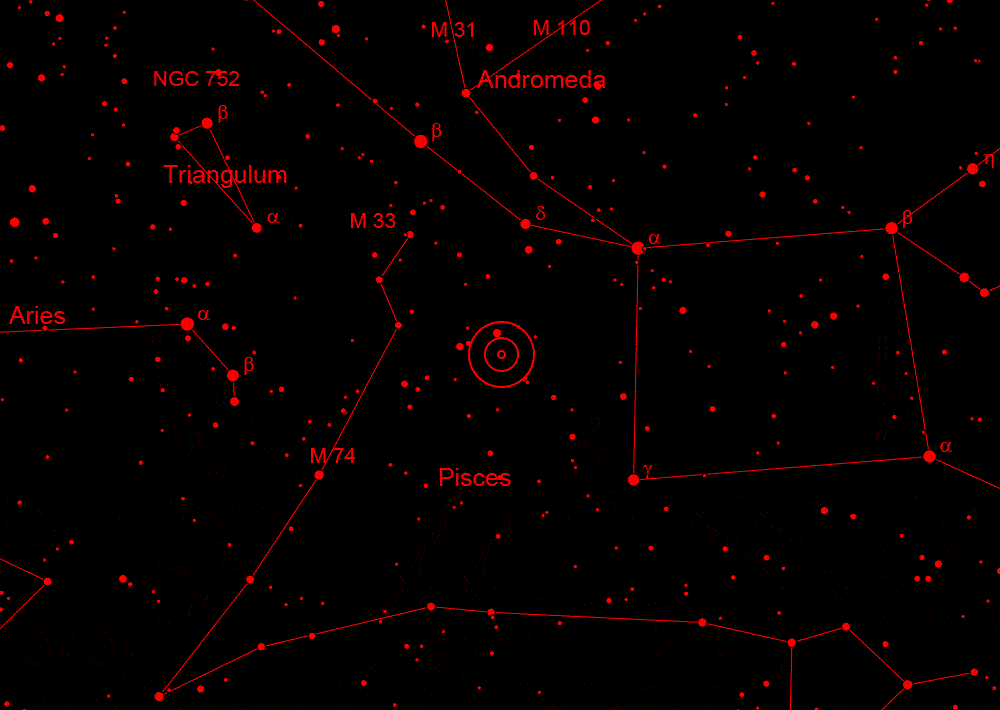 M 31
M 110
Andromeda
NGC 752
β
β
η
Triangulum
α
M 33
δ
β
α
Aries
α
β
α
M 74
γ
Pisces